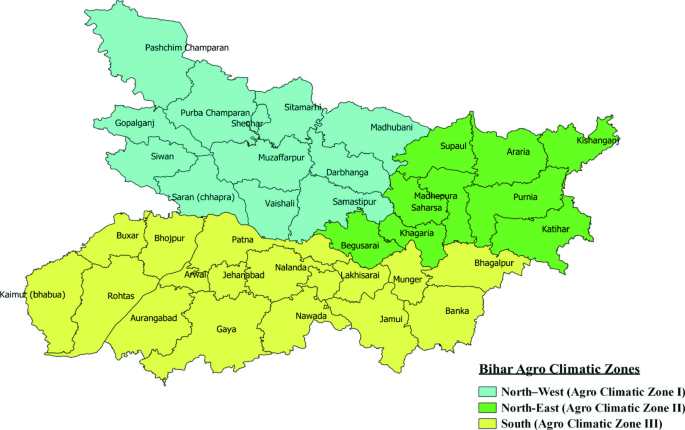 Pashchim Champaran
Purba Champaran
Sitamarhi
Sheohar
Gopalganj
Madhubani
Kishanganj
Supaul
Araria
Siwan
Muzaffarpur
Darbhanga
Saran (chhapra)
Vaishali
Samastipur
Madhepura
Saharsa
Purnia
Khagaria
Katihar
Buxar
Bhojpur
Patna
Begusarai
Bhagalpur
Arwal
Jehanabad
Nalanda
Lakhisarai
Munger
Kaimur (bhabua)
Rohtas
Aurangabad
Gaya
Nawada
Jamui
Banka
Bihar Agro Climatic Zones
North–West (Agro Climatic Zone I)
North-East (Agro Climatic Zone II)
South (Agro Climatic Zone III)